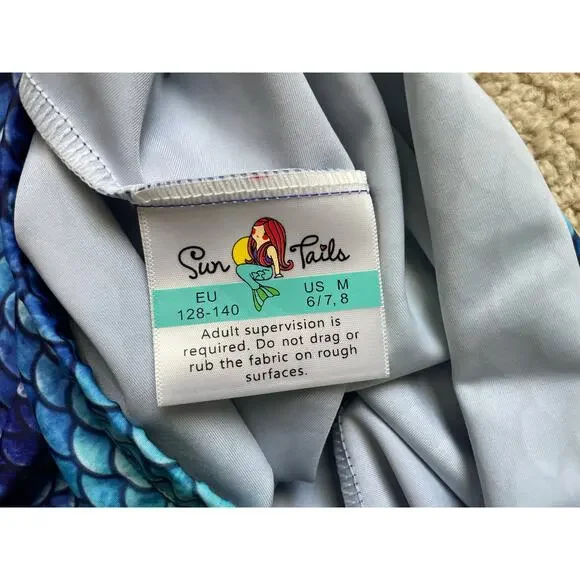 Sun Tails
EU US M
128-140 6/7, 8
Adult supervision is
required. Do not drag or
rub the fabric on rough
surfaces.